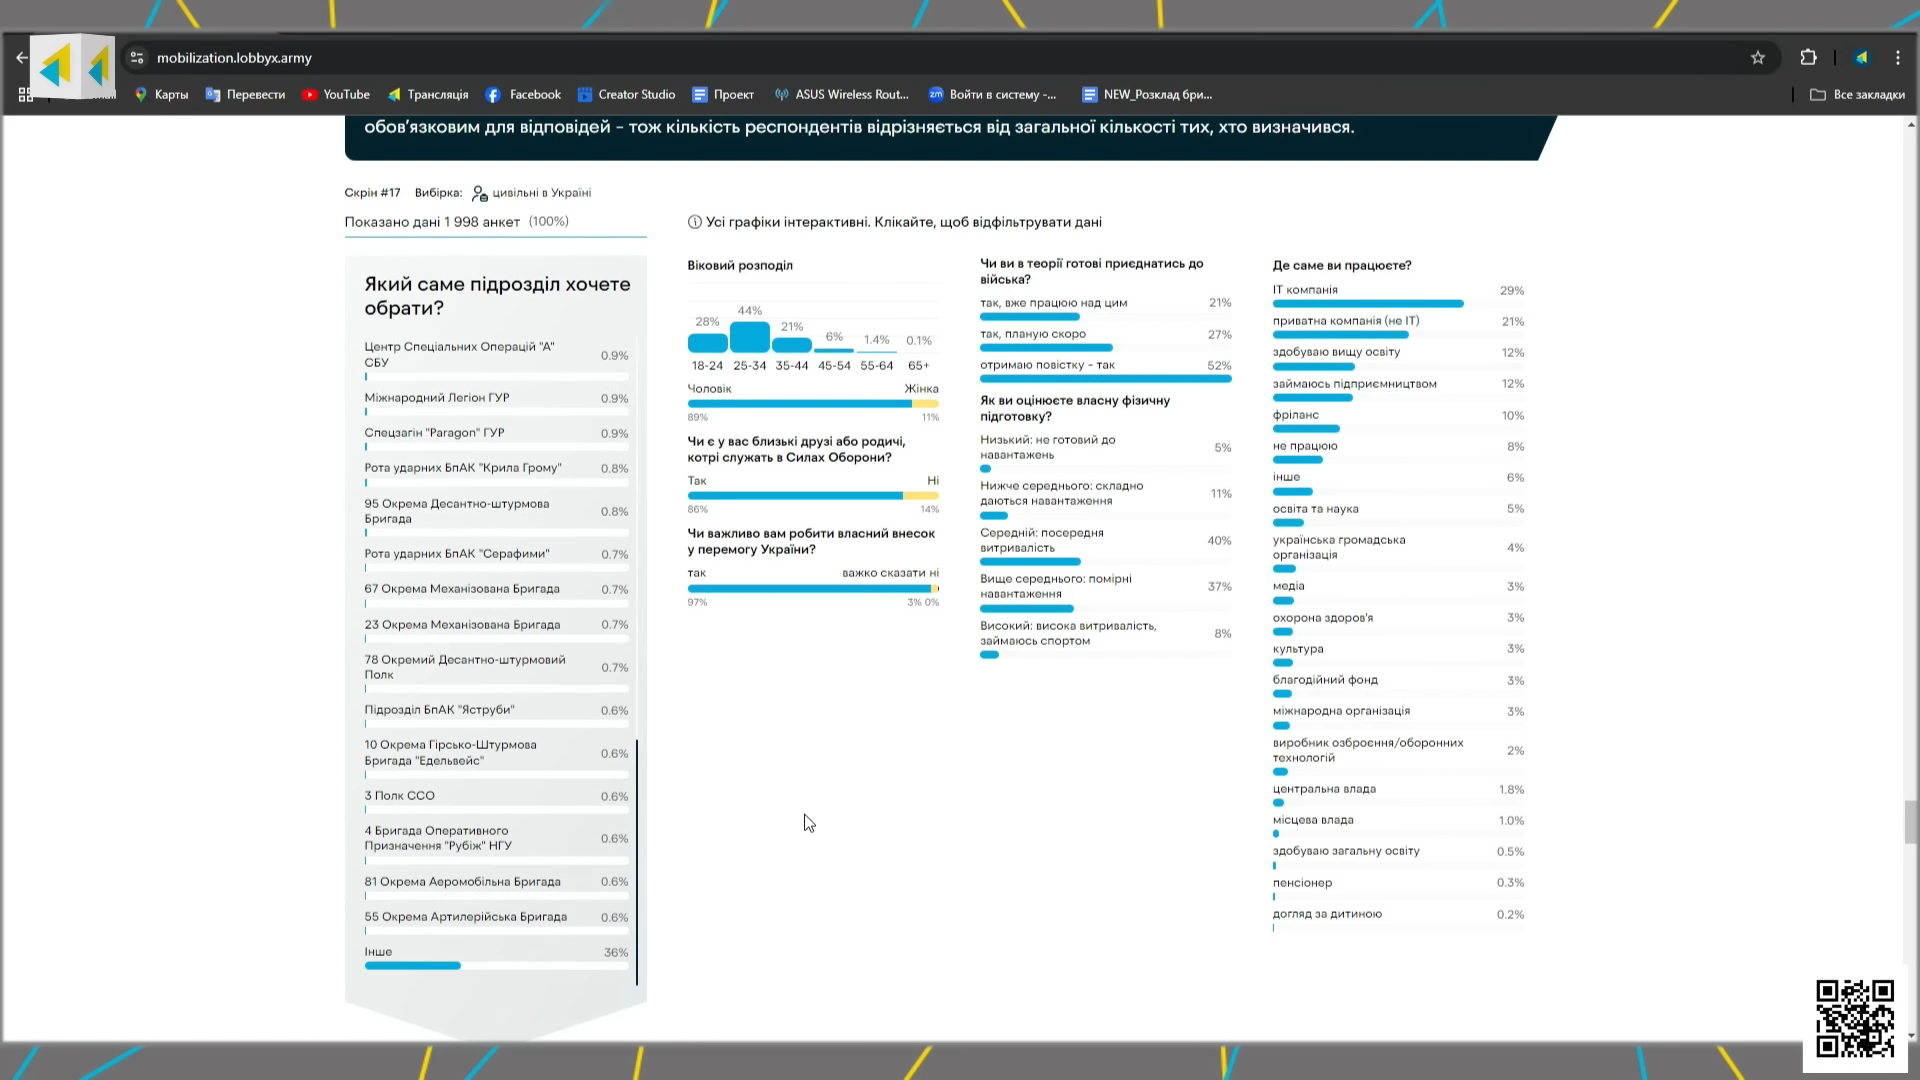 mobilization.lobbyx.army
Карты
Перевести
YouTube
Трансляція
Facebook
Creator Studio
Проект
ASUS Wireless Rout...
Войти в систему -...
NEW_Розклад бри...
Все закладки
обов'язковим для відповідей – тож кількість респондентів відрізняється від загальної кількості тих, хто визначився.
Скрін #17 Вибірка: цивільні в Україні
Показано дані 1 998 анкет (100%)
Усі графіки інтерактивні. Клікайте, щоб відфільтрувати дані
Який саме підрозділ хочете
обрати?
Центр Спеціальних Операцій "А"
СБУ
0.9%
Міжнародний Легіон ГУР 0.9%
Спецзагін "Paragon" ГУР 0.9%
Рота ударних БпАК "Крила Грому" 0.8%
95 Окрема Десантно-штурмова
Бригада
0.8%
Рота ударних БпАК "Серафими" 0.7%
67 Окрема Механізована Бригада 0.7%
23 Окрема Механізована Бригада 0.7%
78 Окремий Десантно-штурмовий
Полк
0.7%
Підрозділ БпАК "Яструби" 0.6%
10 Окрема Гірсько-Штурмова
Бригада "Едельвейс"
0.6%
3 Полк ССО 0.6%
4 Бригада Оперативного
Призначення "Рубіж" НГУ
0.6%
81 Окрема Аеромобільна Бригада 0.6%
55 Окрема Артилерійська Бригада 0.6%
Інше 36%
Віковий розподіл
28% 44% 21% 6% 1.4% 0.1%
18-24 25-34 35-44 45-54 55-64 65+
Чоловік Жінка
89% 11%
Чи є у вас близькі друзі або родичі,
котрі служать в Силах Оборони?
Так Ні
86% 14%
Чи важливо вам робити власний внесок
у перемогу України?
так важко сказати ні
97% 3% 0%
Чи ви в теорії готові приєднатись до
війська?
так, вже працюю над цим 21%
так, планую скоро 27%
отримаю повістку – так 52%
Як ви оцінюєте власну фізичну
підготовку?
Низький: не готовий до
навантажень
5%
Нижче середнього: складно
даються навантаження
11%
Середній: посередня
витривалість
40%
Вище середнього: помірні
навантаження
37%
Високий: висока витривалість,
займаюсь спортом
8%
Де саме ви працюєте?
IT компанія 29%
приватна компанія (не IT) 21%
здобуваю вищу освіту 12%
займаюсь підприємництвом 12%
фріланс 10%
не працюю 8%
інше 6%
освіта та наука 5%
українська громадська
організація
4%
медіа 3%
охорона здоров'я 3%
культура 3%
благодійний фонд 3%
міжнародна організація 3%
виробник озброєння/оборонних
технологій
2%
центральна влада 1.8%
місцева влада 1.0%
здобуваю загальну освіту 0.5%
пенсіонер 0.3%
догляд за дитиною 0.2%